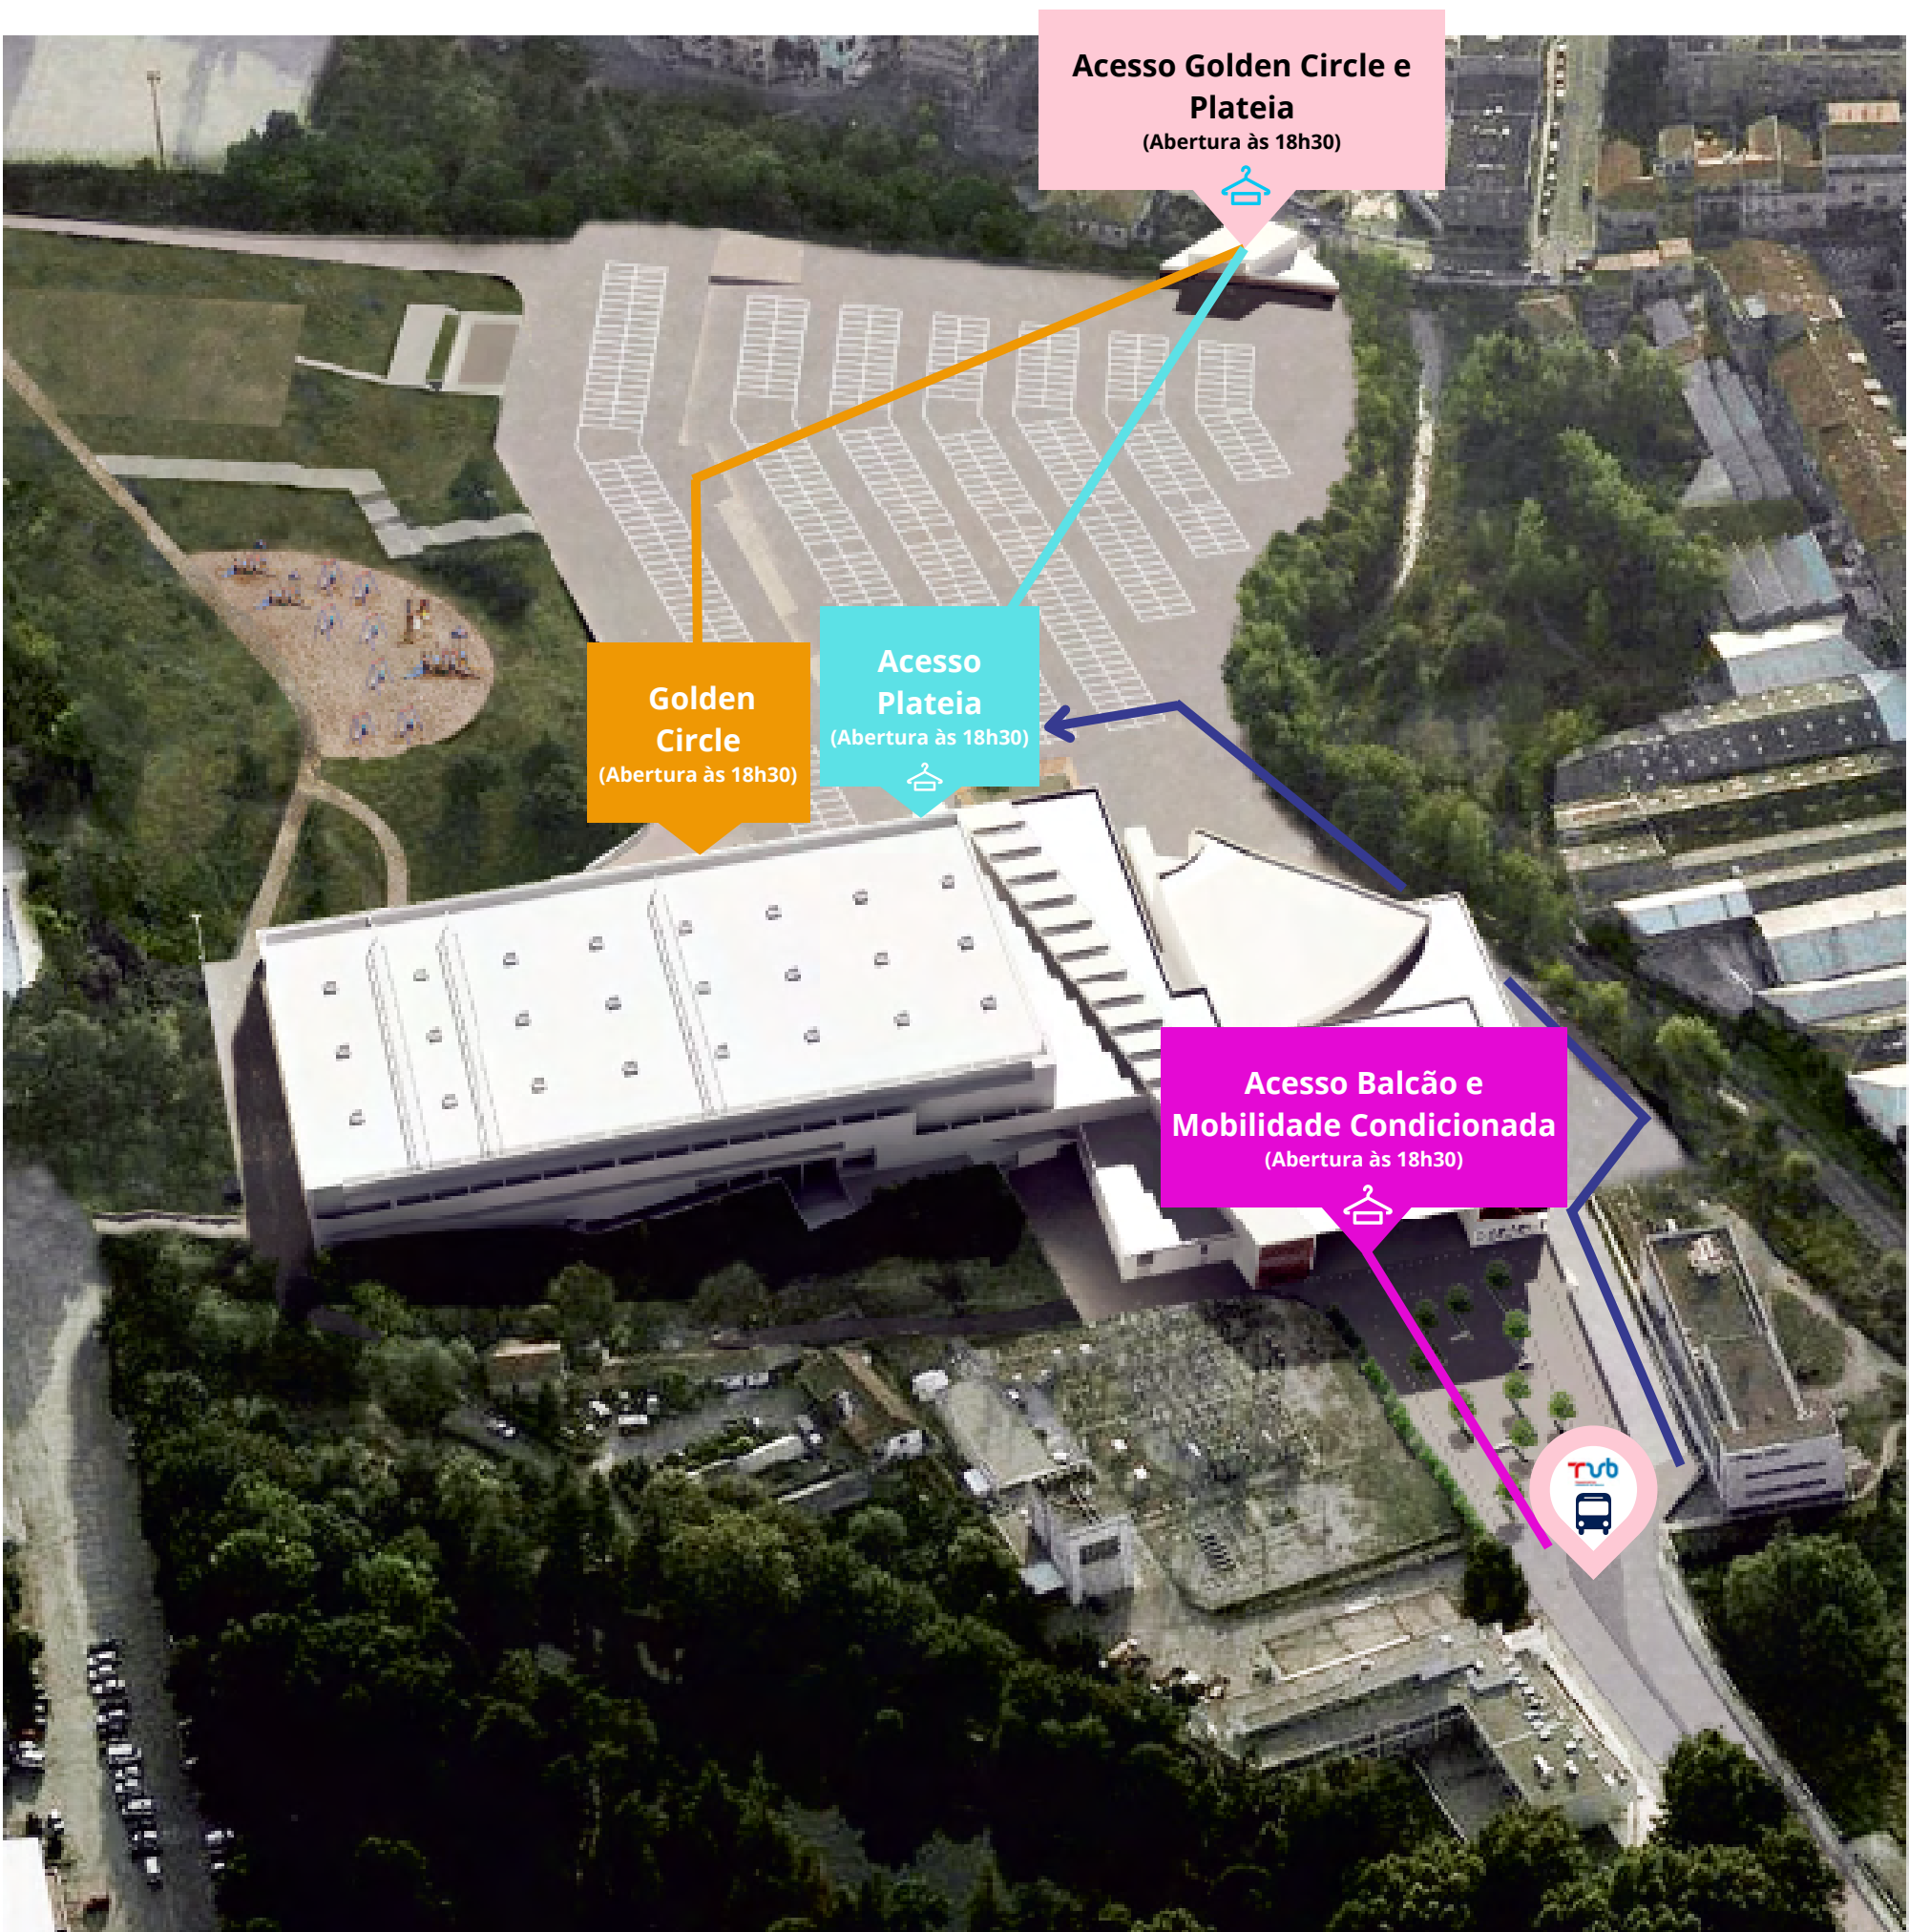 Acesso Golden Circle e
Plateia
(Abertura às 18h30)
Golden
Circle
(Abertura às 18h30)
Acesso
Plateia
(Abertura às 18h30)
Acesso Balcão e
Mobilidade Condicionada
(Abertura às 18h30)
TUB